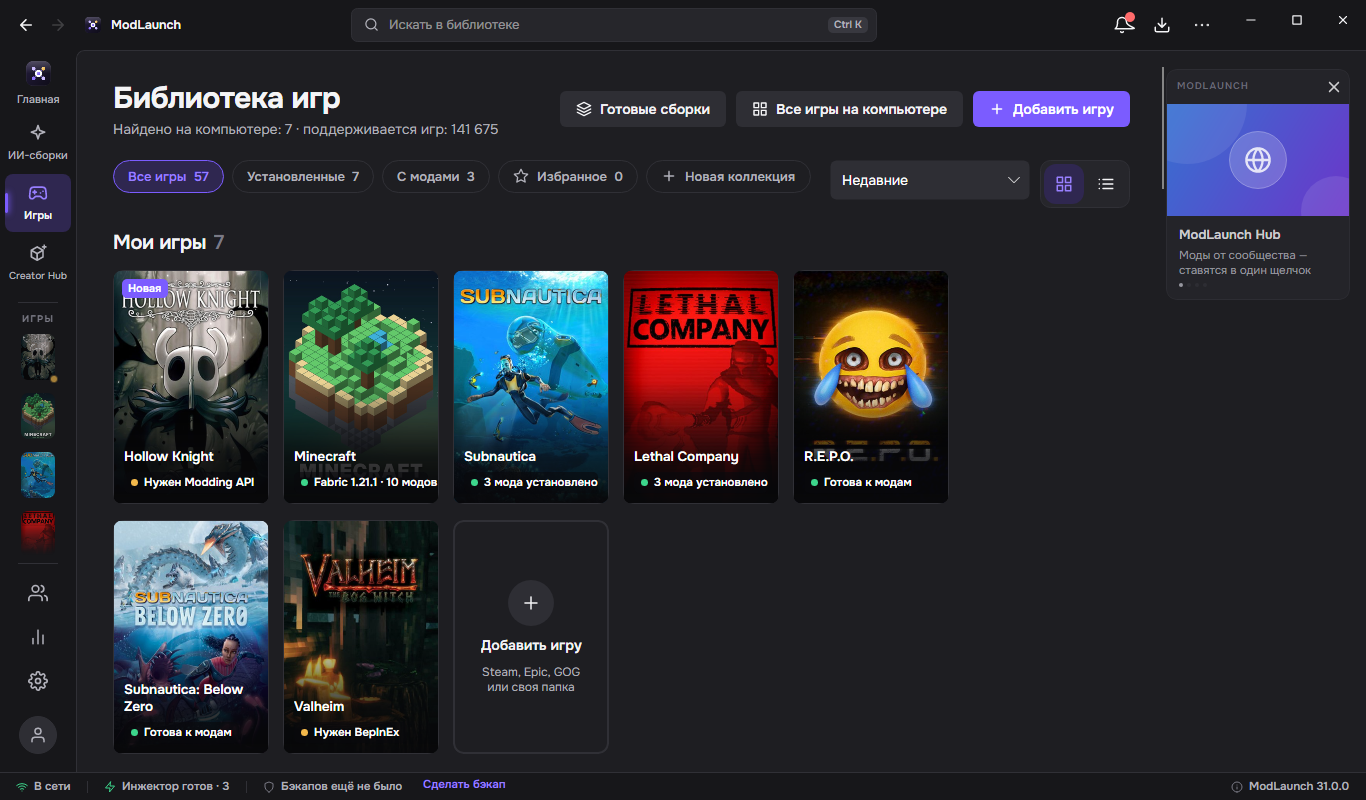 ModLaunch
Искать в библиотеке
Ctrl K
Главная
ИИ-сборки
Игры
Creator Hub
ИГРЫ
MINECRAFT
LETHAL COMPANY
Библиотека игр
Найдено на компьютере: 7 · поддерживается игр: 141 675
Готовые сборки
Все игры на компьютере
Добавить игру
Все игры 57
Установленные 7
С модами 3
Избранное 0
Новая коллекция
Недавние
Мои игры 7
Новая
HOLLOW KNIGHT
Hollow Knight
Нужен Modding API
Minecraft
MINECRAFT
Fabric 1.21.1 · 10 модов
SUBNAUTICA
Subnautica
3 мода установлено
LETHAL
COMPANY
Lethal Company
3 мода установлено
R.E.P.O.
R.E.P.O.
Готова к модам
SUBNAUTICA
BELOW ZERO
Subnautica: Below
Zero
Готова к модам
VALHEIM
THE BOG WITCH
Valheim
Нужен BepInEx
Добавить игру
Steam, Epic, GOG
или своя папка
MODLAUNCH
ModLaunch Hub
Моды от сообщества —
ставятся в один щелчок
В сети
Инжектор готов · 3
Бэкапов ещё не было
Сделать бэкап
ModLaunch 31.0.0